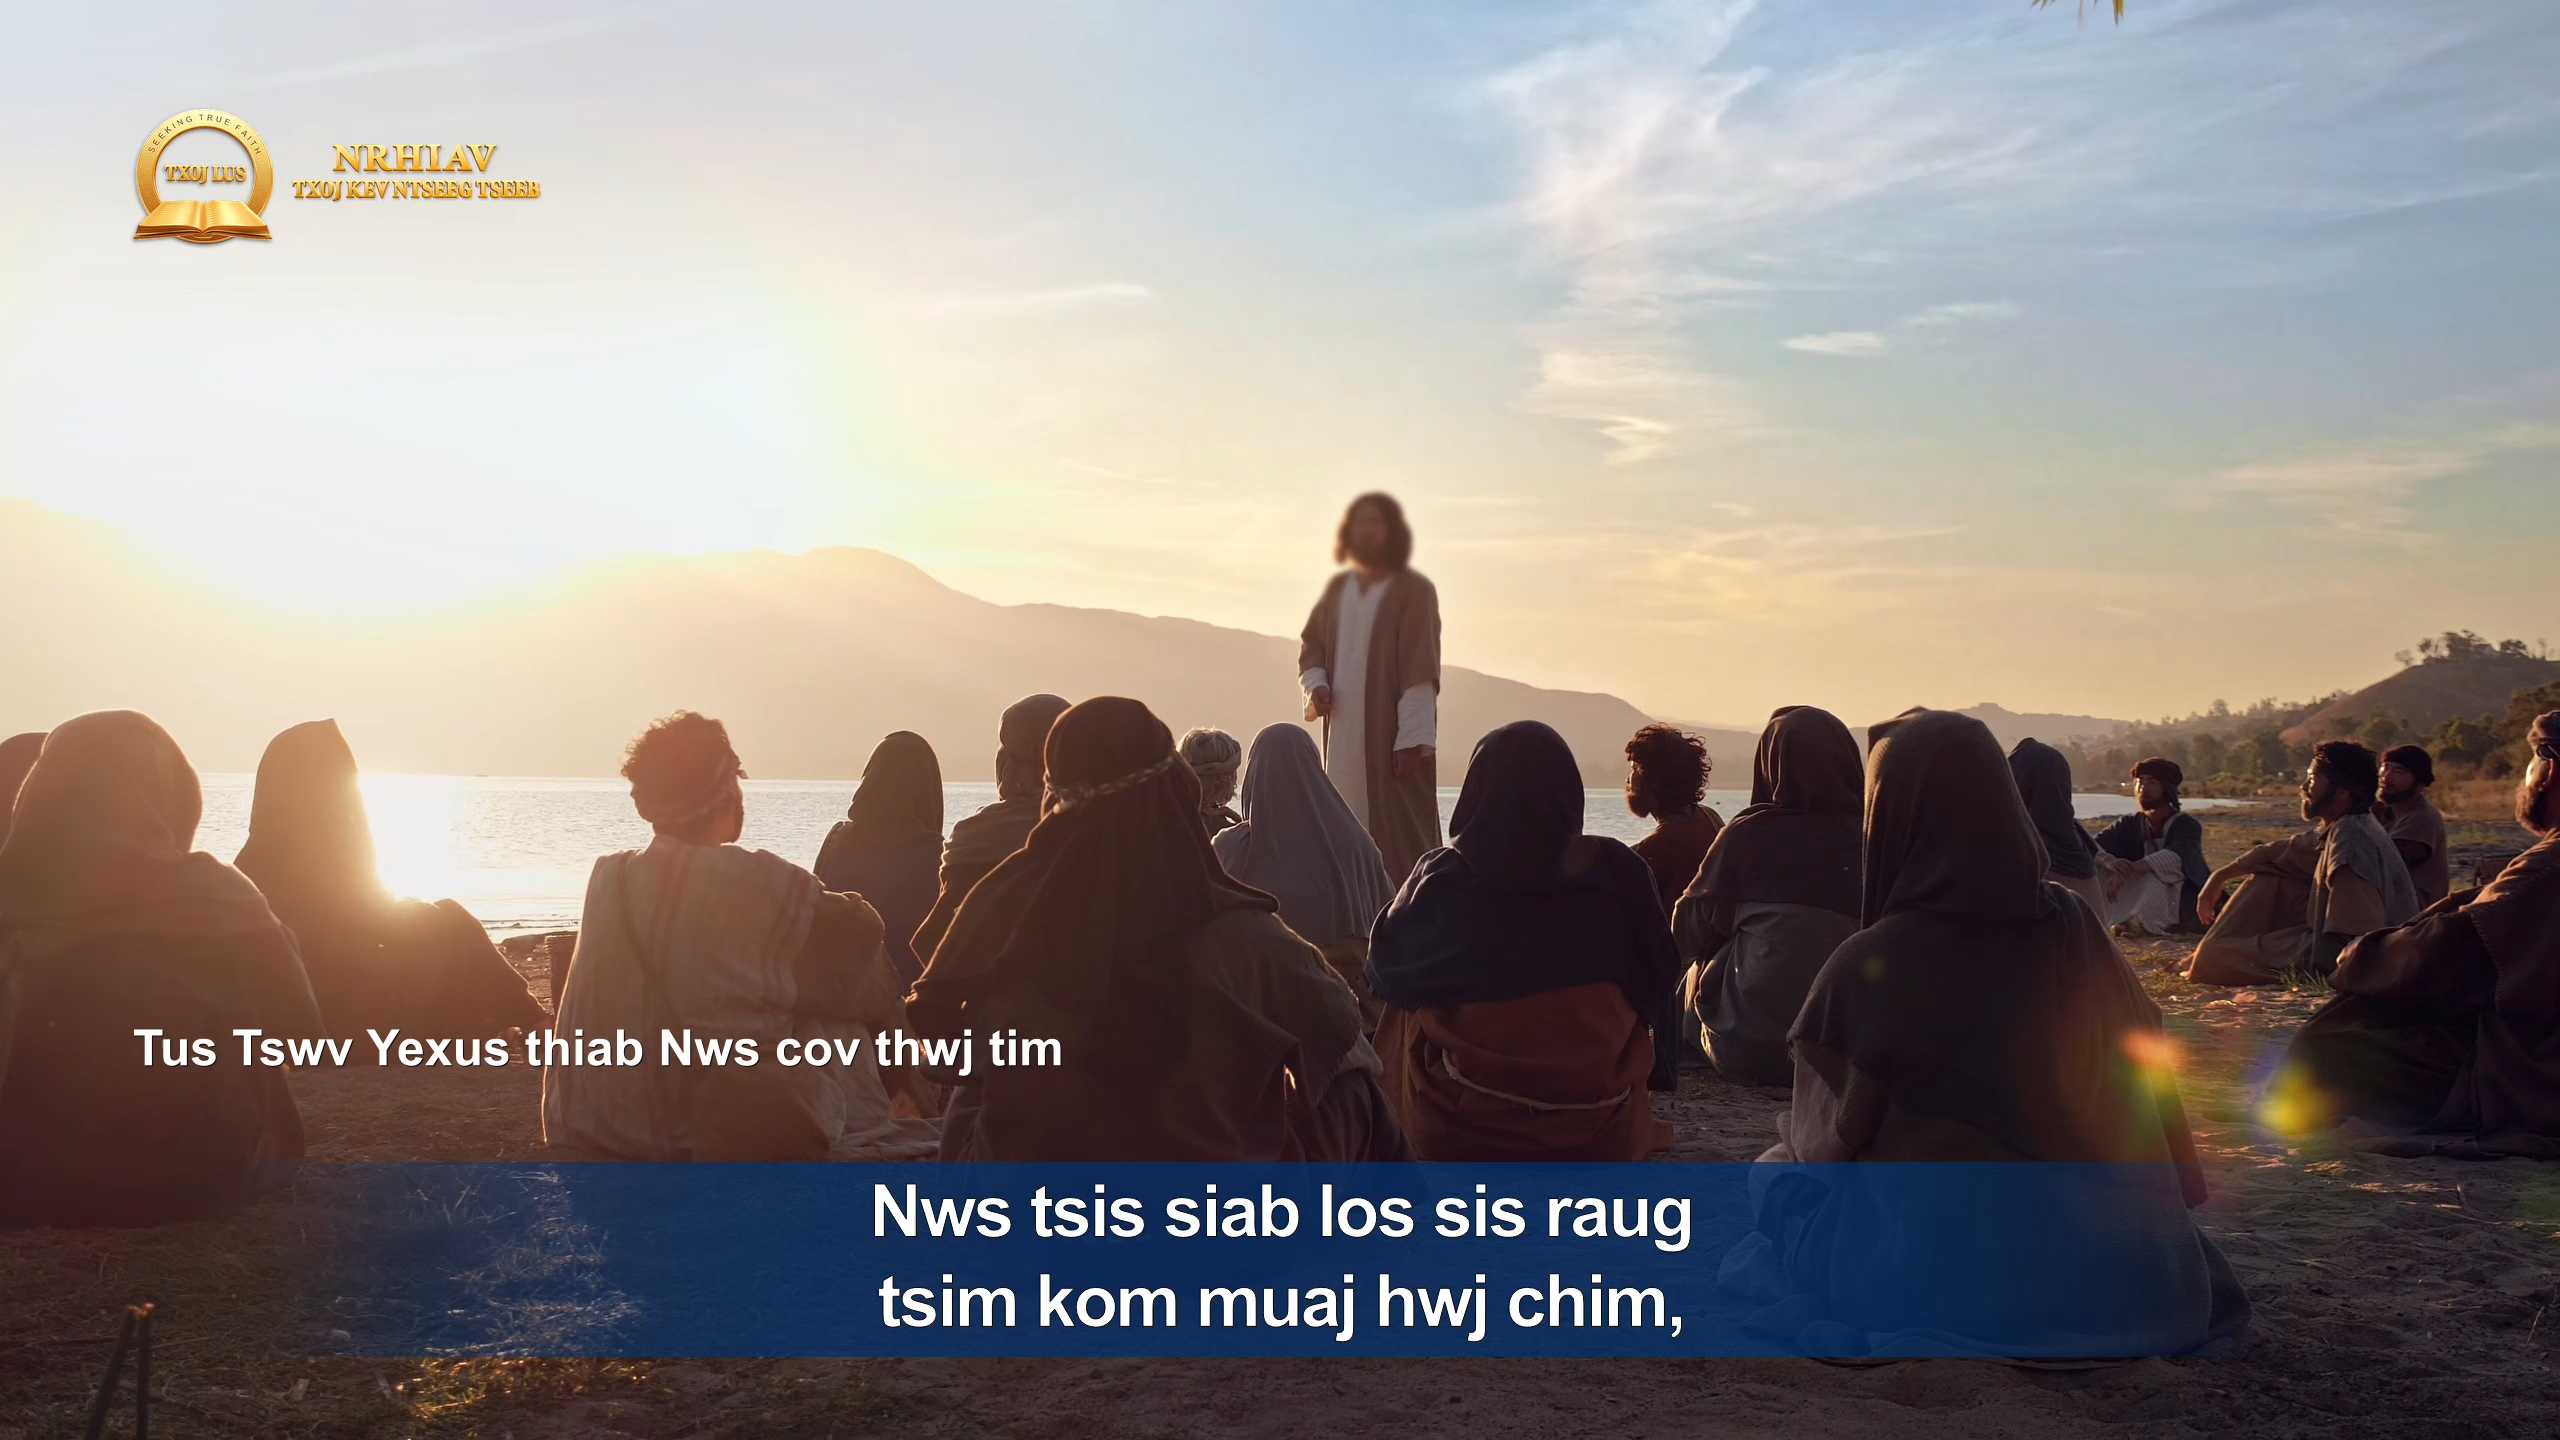 SEEKING TRUE FAITH
TXOJ LUS
NRHIAV
TXOJ KEV NTSEEG TSEEB
Tus Tswv Yexus thiab Nws cov thwj tim
Nws tsis siab los sis raug
tsim kom muaj hwj chim,